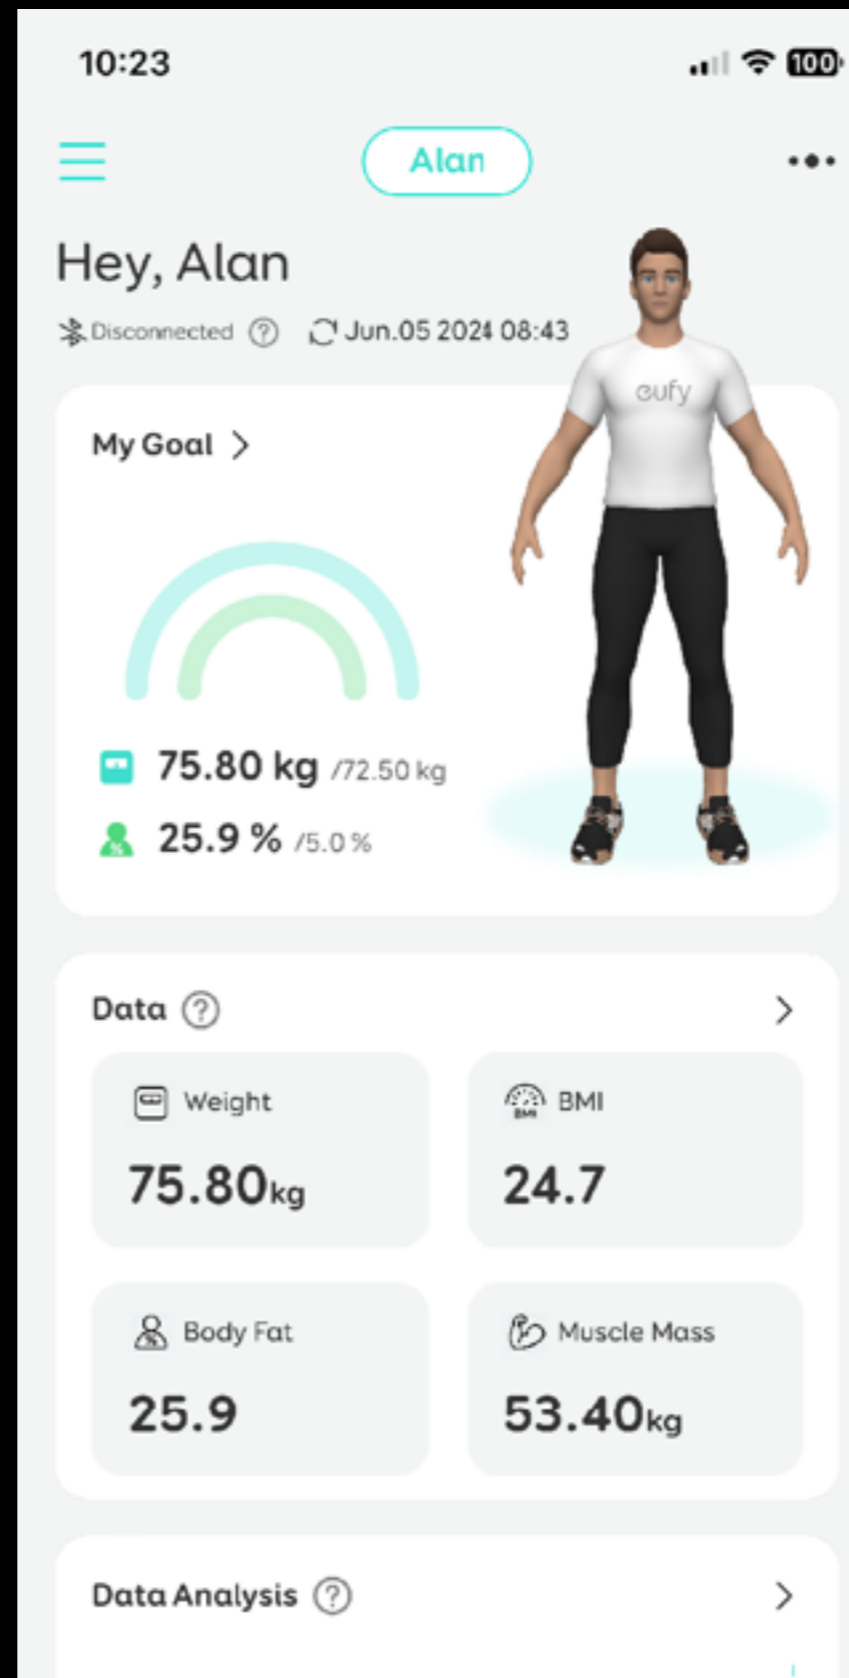 10:23 100
Alan
Hey, Alan
Disconnected ? Jun.05 2024 08:43
eufy
My Goal >
75.80 kg /72.50 kg
25.9 % /5.0 %
Data ? >
Weight
75.80kg
BMI
BMI
24.7
Body Fat
25.9
Muscle Mass
53.40kg
Data Analysis ? >